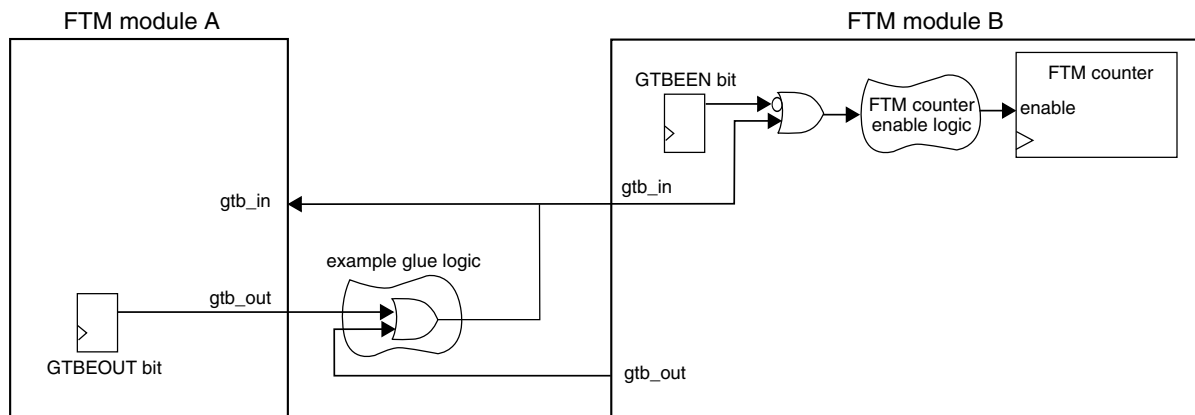 FTM module A
FTM module B
GTBEEN bit
FTM counter
enable logic
FTM counter
enable
gtb_in
gtb_in
example glue logic
gtb_out
GTBEOUT bit
gtb_out